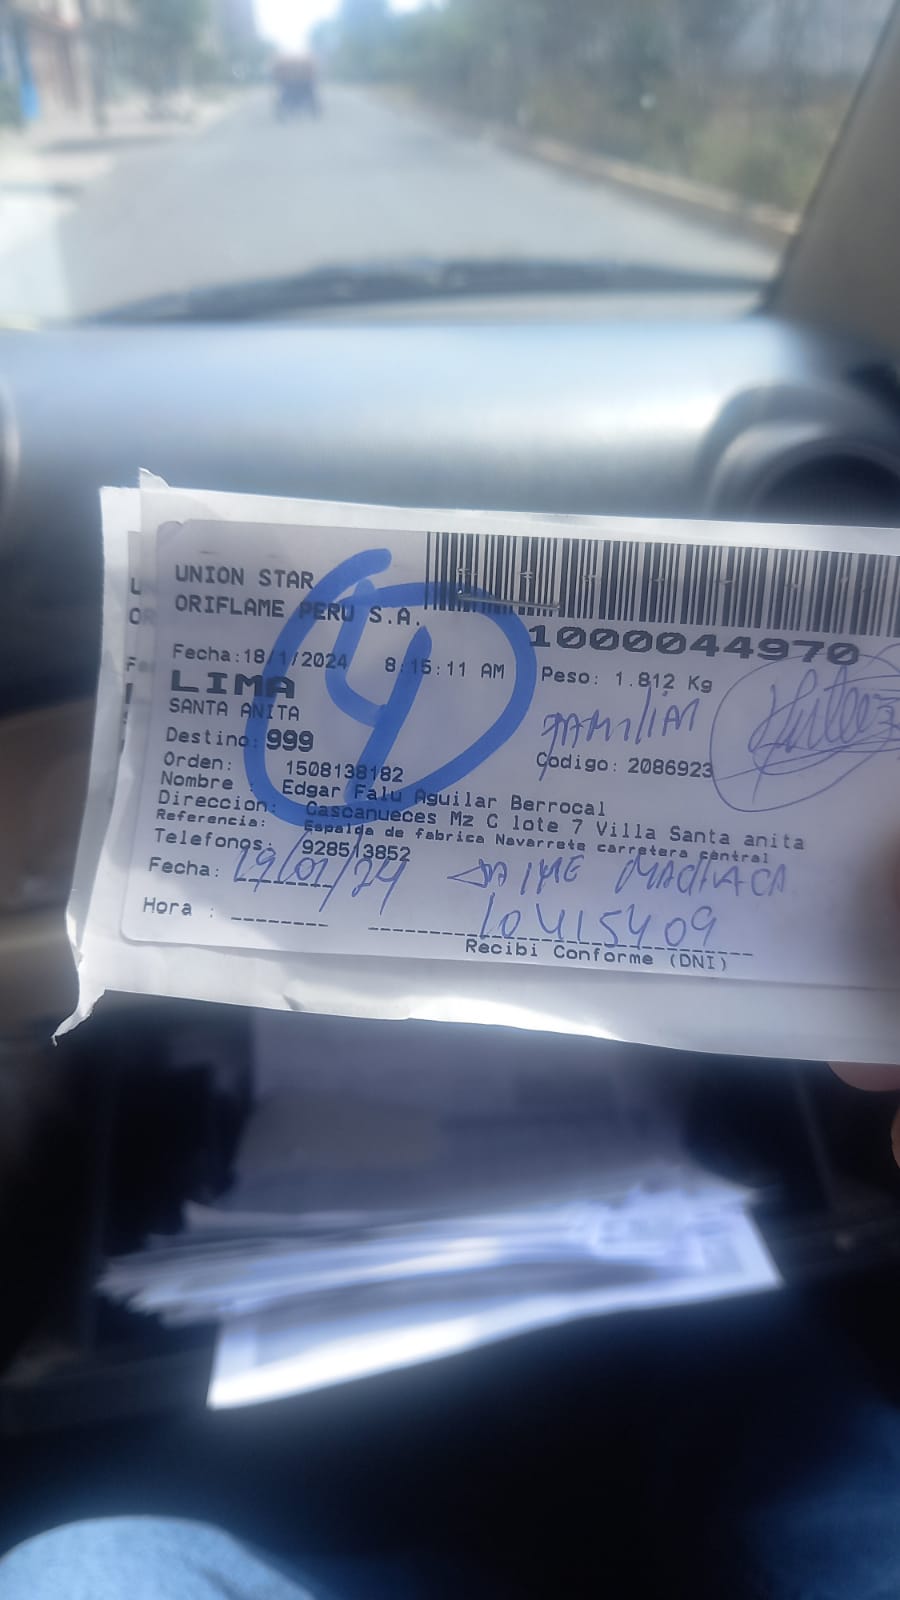 UNION STAR
ORIFLAME PERU S.A.
1000044970
Fecha:18/1/2024 8:15:11 AM
Peso: 1.812 Kg
LIMA
SANTA ANITA
FAMILIAR
Destino:999
4
Orden: 1508138182
Codigo: 2086923
Nombre : Edgar Falu Aguilar Berrocal
Direccion: Cascanueces Mz C lote 7 Villa Santa anita
Referencia: Espalda de fabrica Navarrete carretera central
Telefonos: 928513852
Fecha: 19/01/24 JAIME
Hora : 10415409
Recibi Conforme (DNI)